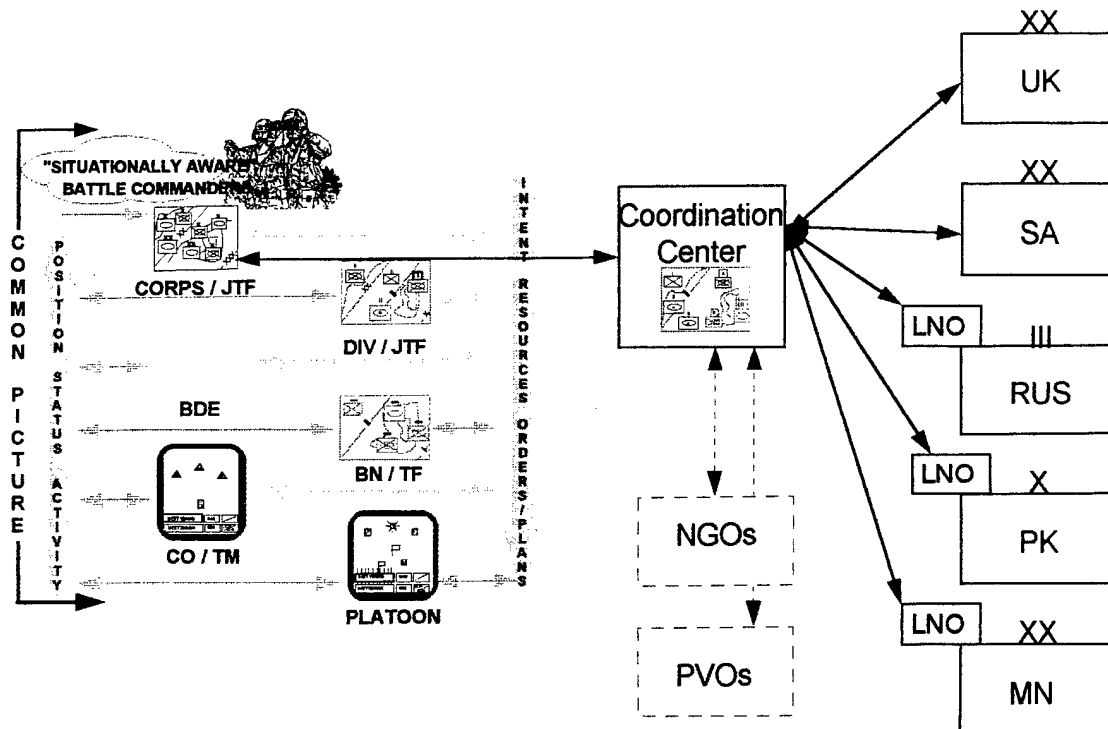 "SITUATIONALLY AWARE"
BATTLE COMMANDERS
COMMON PICTURE
POSITION STATUS ACTIVITY
CORPS / JTF
DIV / JTF
BDE
BN / TF
CO / TM
PLATOON
INTENT RESOURCES ORDERS/PLANS
Coordination
Center
NGOs
PVOs
XX
UK
XX
SA
LNO
III
RUS
LNO
X
PK
LNO
XX
MN